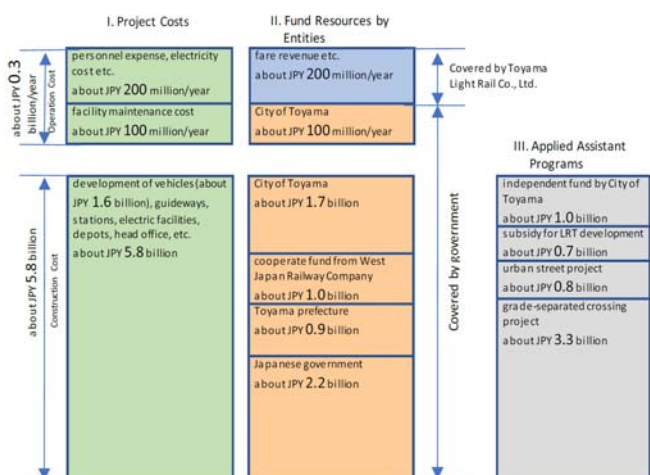 I. Project Costs
II. Fund Resources by
Entities
about JPY 0.3
billion/year
Operation Cost
personnel expense, electricity
cost etc.
about JPY 200 million/year
facility maintenance cost
about JPY 100 million/year
fare revenue etc.
about JPY 200 million/year
City of Toyama
about JPY 100 million/year
Covered by Toyama
Light Rail Co., Ltd.
about JPY 5.8 billion
Construction Cost
development of vehicles (about
JPY 1.6 billion), guideways,
stations, electric facilities,
depots, head office, etc.
about JPY 5.8 billion
City of Toyama
about JPY 1.7 billion
cooperate fund from West
Japan Railway Company
about JPY 1.0 billion
Toyama prefecture
about JPY 0.9 billion
Japanese government
about JPY 2.2 billion
Covered by government
III. Applied Assistant
Programs
independent fund by City of
Toyama
about JPY 1.0 billion
subsidy for LRT development
about JPY 0.7 billion
urban street project
about JPY 0.8 billion
grade-separated crossing
project
about JPY 3.3 billion